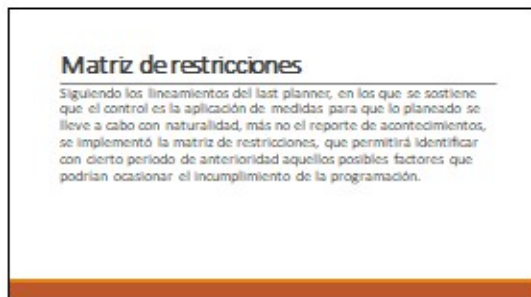 Matriz de restricciones
Siguiendo los lineamientos del last planner, en los que se sostiene
que el control es la aplicación de medidas para que lo planeado se
lleve a cabo con naturalidad, más no el reporte de acontecimientos,
se implementó la matriz de restricciones, que permitirá identificar
con cierto periodo de anterioridad aquellos posibles factores que
podrían ocasionar el incumplimiento de la programación.